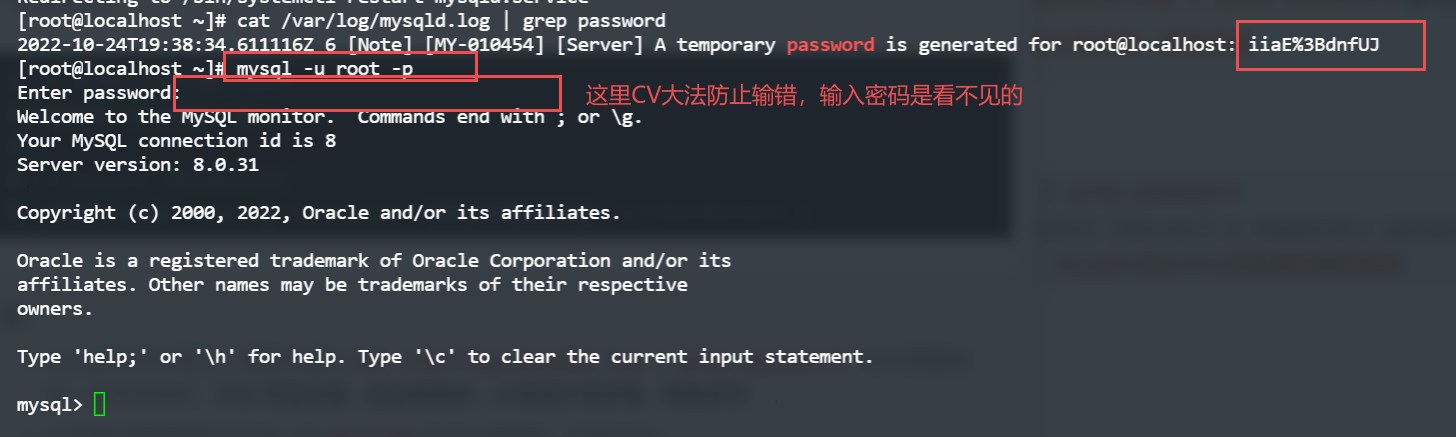 Redirecting to /bin/systemctl restart mysqld.service
[root@localhost ~]# cat /var/log/mysqld.log | grep password
2022-10-24T19:38:34.611116Z 6 [Note] [MY-010454] [Server] A temporary password is generated for root@localhost: iiaE%3BdnfUJ
[root@localhost ~]# mysql -u root -p
Enter password:
这里CV大法防止输错，输入密码是看不见的
Welcome to the MySQL monitor.  Commands end with ; or \g.
Your MySQL connection id is 8
Server version: 8.0.31
Copyright (c) 2000, 2022, Oracle and/or its affiliates.
Oracle is a registered trademark of Oracle Corporation and/or its
affiliates. Other names may be trademarks of their respective
owners.
Type 'help;' or '\h' for help. Type '\c' to clear the current input statement.
mysql>